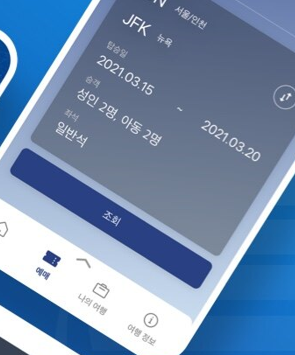 서울/인천
JFK 뉴욕
탑승일
2021.03.15 ~ 2021.03.20
승객
성인 2명, 아동 2명
좌석
일반석
조회
예매
나의 여행
여행 정보